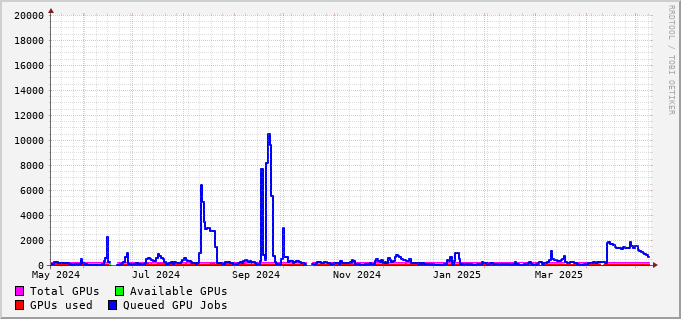 20000
18000
16000
14000
12000
10000
8000
6000
4000
2000
0
May 2024 Jul 2024 Sep 2024 Nov 2024 Jan 2025 Mar 2025
Total GPUs Available GPUs
GPUs used Queued GPU Jobs
RRDTOOL / TOBI OETIKER